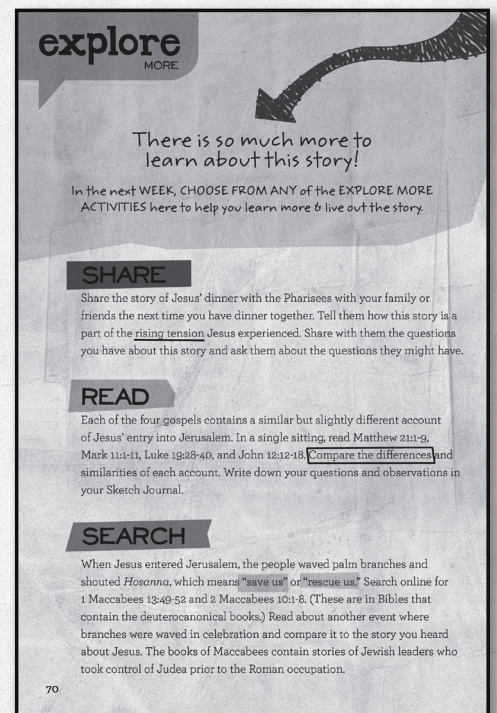 explore
MORE
There is so much more to
learn about this story!
In the next WEEK, CHOOSE FROM ANY of the EXPLORE MORE
ACTIVITIES here to help you learn more & live out the story.
SHARE
Share the story of Jesus' dinner with the Pharisees with your family or
friends the next time you have dinner together. Tell them how this story is a
part of the rising tension Jesus experienced. Share with them the questions
you have about this story and ask them about the questions they might have.
READ
Each of the four gospels contains a similar but slightly different account
of Jesus' entry into Jerusalem. In a single sitting, read Matthew 21:1-9,
Mark 11:1-11, Luke 19:28-40, and John 12:12-18. Compare the differences and
similarities of each account. Write down your questions and observations in
your Sketch Journal.
SEARCH
When Jesus entered Jerusalem, the people waved palm branches and
shouted Hosanna, which means "save us" or "rescue us." Search online for
1 Maccabees 13:49-52 and 2 Maccabees 10:1-8. (These are in Bibles that
contain the deuterocanonical books.) Read about another event where
branches were waved in celebration and compare it to the story you heard
about Jesus. The books of Maccabees contain stories of Jewish leaders who
took control of Judea prior to the Roman occupation.
70